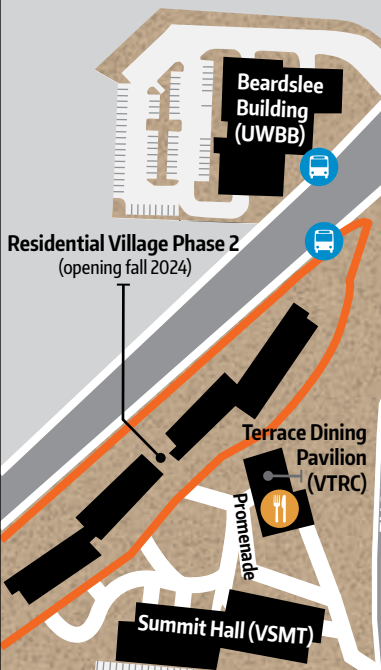 Beardslee
Building
(UWBB)
Residential Village Phase 2
(opening fall 2024)
Terrace Dining
Pavilion
(VTRC)
Promenade
Summit Hall (VSMT)